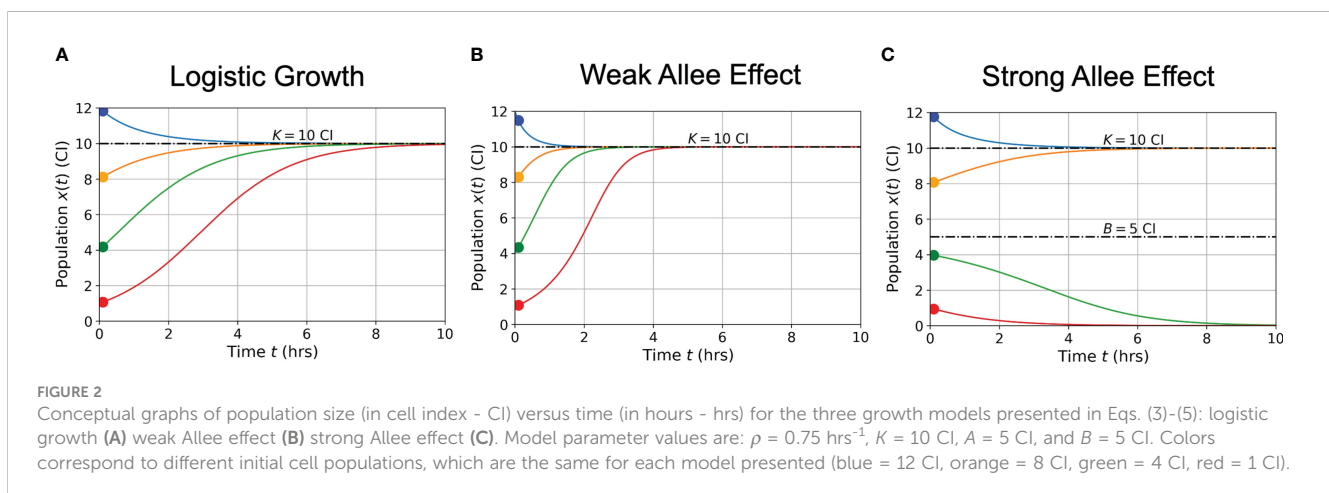 A
Logistic Growth
12
10
8
6
4
2
0
K = 10 CI
Population x(t) (CI)
0 2 4 6 8 10
Time t (hrs)
B
Weak Allee Effect
12
10
8
6
4
2
0
K = 10 CI
Population x(t) (CI)
0 2 4 6 8 10
Time t (hrs)
C
Strong Allee Effect
12
10
8
6
4
2
0
K = 10 CI
B = 5 CI
Population x(t) (CI)
0 2 4 6 8 10
Time t (hrs)
FIGURE 2
Conceptual graphs of population size (in cell index - CI) versus time (in hours - hrs) for the three growth models presented in Eqs. (3)-(5): logistic
growth (A) weak Allee effect (B) strong Allee effect (C). Model parameter values are: ρ = 0.75 hrs⁻¹, K = 10 CI, A = 5 CI, and B = 5 CI. Colors
correspond to different initial cell populations, which are the same for each model presented (blue = 12 CI, orange = 8 CI, green = 4 CI, red = 1 CI).